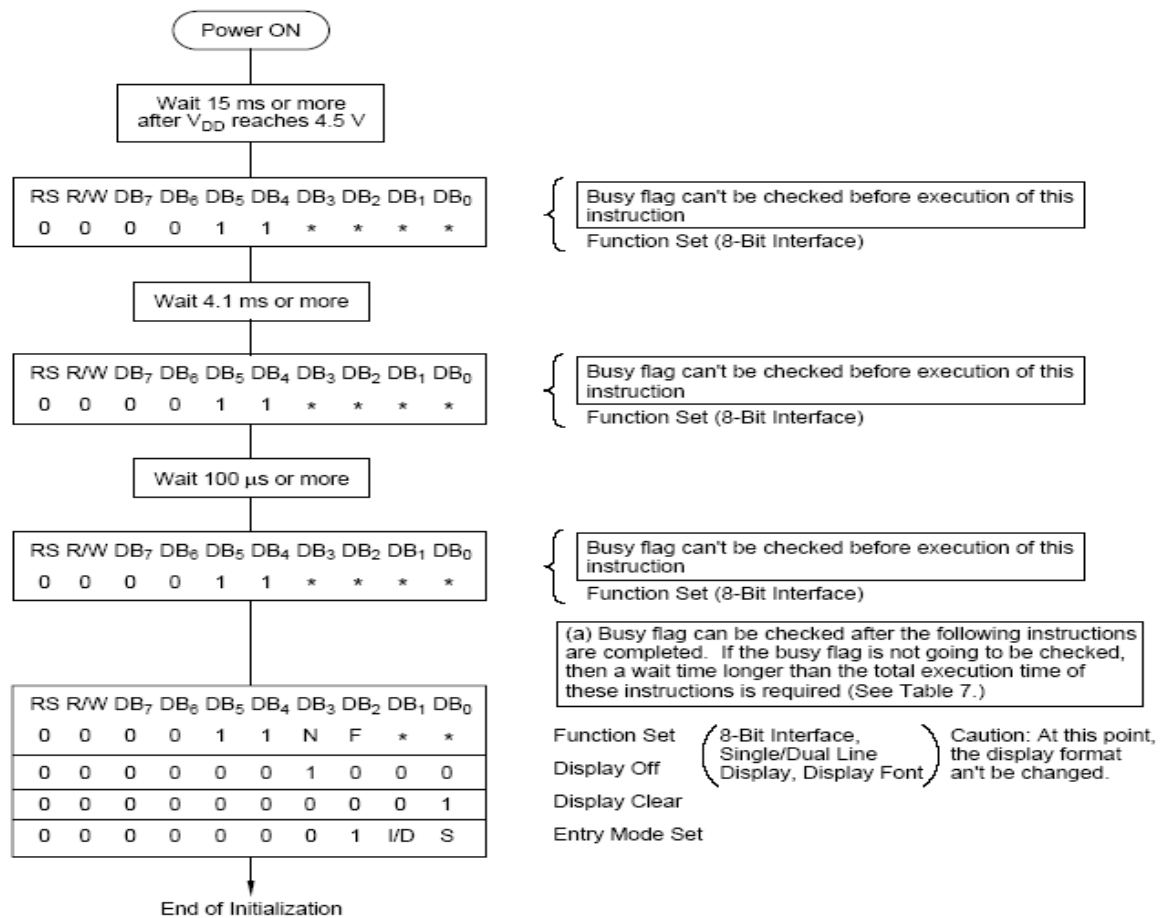 Power ON
Wait 15 ms or more
after VDD reaches 4.5 V
RS R/W DB7 DB6 DB5 DB4 DB3 DB2 DB1 DB0
0 0 0 0 1 1 * * * *
Busy flag can't be checked before execution of this
instruction
Function Set (8-Bit Interface)
Wait 4.1 ms or more
RS R/W DB7 DB6 DB5 DB4 DB3 DB2 DB1 DB0
0 0 0 0 1 1 * * * *
Busy flag can't be checked before execution of this
instruction
Function Set (8-Bit Interface)
Wait 100 μs or more
RS R/W DB7 DB6 DB5 DB4 DB3 DB2 DB1 DB0
0 0 0 0 1 1 * * * *
Busy flag can't be checked before execution of this
instruction
Function Set (8-Bit Interface)
(a) Busy flag can be checked after the following instructions
are completed. If the busy flag is not going to be checked,
then a wait time longer than the total execution time of
these instructions is required (See Table 7.)
RS R/W DB7 DB6 DB5 DB4 DB3 DB2 DB1 DB0
0 0 0 0 1 1 N F * *
0 0 0 0 0 0 1 0 0 0
0 0 0 0 0 0 0 0 0 1
0 0 0 0 0 0 0 1 I/D S
Function Set
Display Off
Display Clear
Entry Mode Set
8-Bit Interface,
Single/Dual Line
Display, Display Font
Caution: At this point,
the display format
an't be changed.
End of Initialization